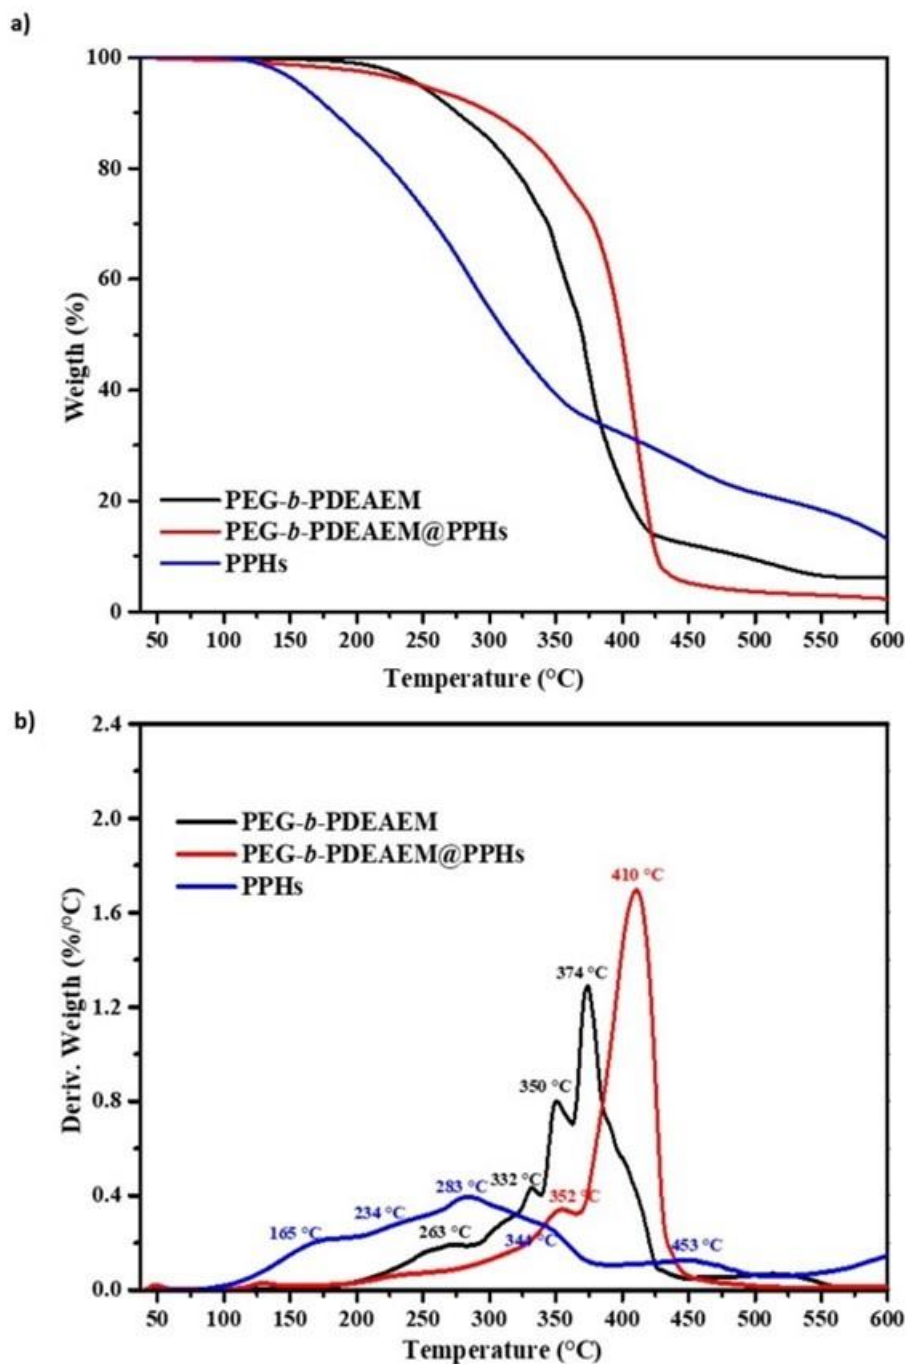 a)
100
80
60
40
20
0
Weigth (%)
PEG-b-PDEAEM
PEG-b-PDEAEM@PPHs
PPHs
50 100 150 200 250 300 350 400 450 500 550 600
Temperature (°C)
b)
2.4
2.0
1.6
1.2
0.8
0.4
0.0
Deriv. Weigth (%/°C)
PEG-b-PDEAEM
PEG-b-PDEAEM@PPHs
PPHs
410 °C
374 °C
350 °C
332 °C
283 °C
352 °C
234 °C
165 °C
263 °C
344 °C
453 °C
50 100 150 200 250 300 350 400 450 500 550 600
Temperature (°C)